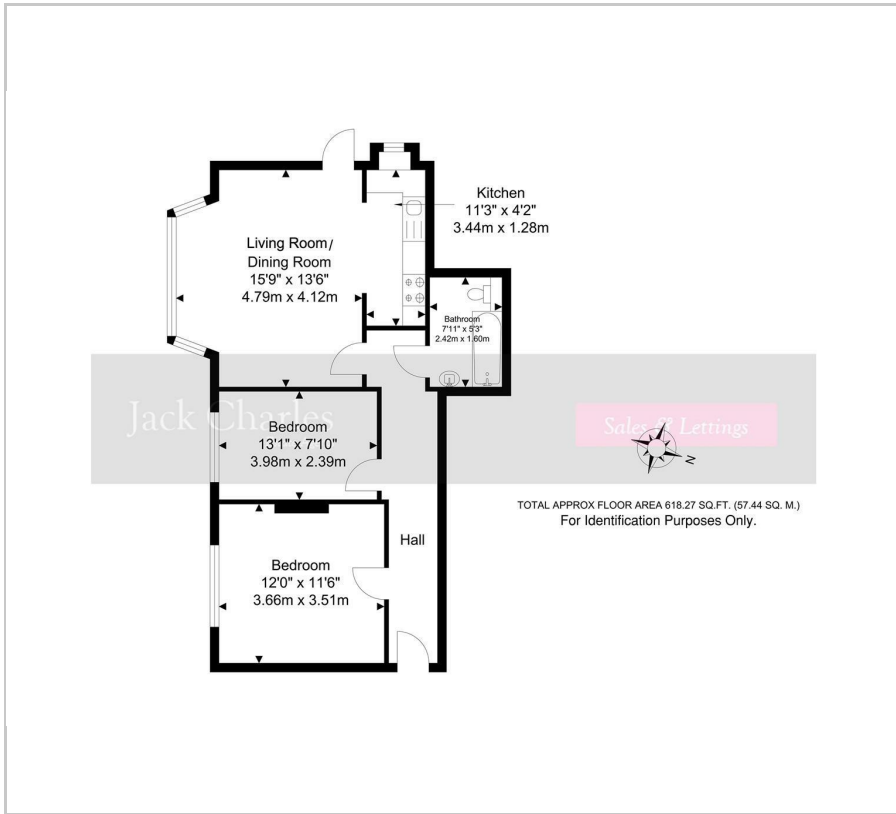 Kitchen
11'3" x 4'2"
3.44m x 1.28m
Living Room/
Dining Room
15'9" x 13'6"
4.79m x 4.12m
Bathroom
7'11" x 5'3"
2.42m x 1.60m
Jack Charles
Sales & Lettings
Bedroom
13'1" x 7'10"
3.98m x 2.39m
N
TOTAL APPROX FLOOR AREA 618.27 SQ.FT. (57.44 SQ. M.)
For Identification Purposes Only.
Hall
Bedroom
12'0" x 11'6"
3.66m x 3.51m